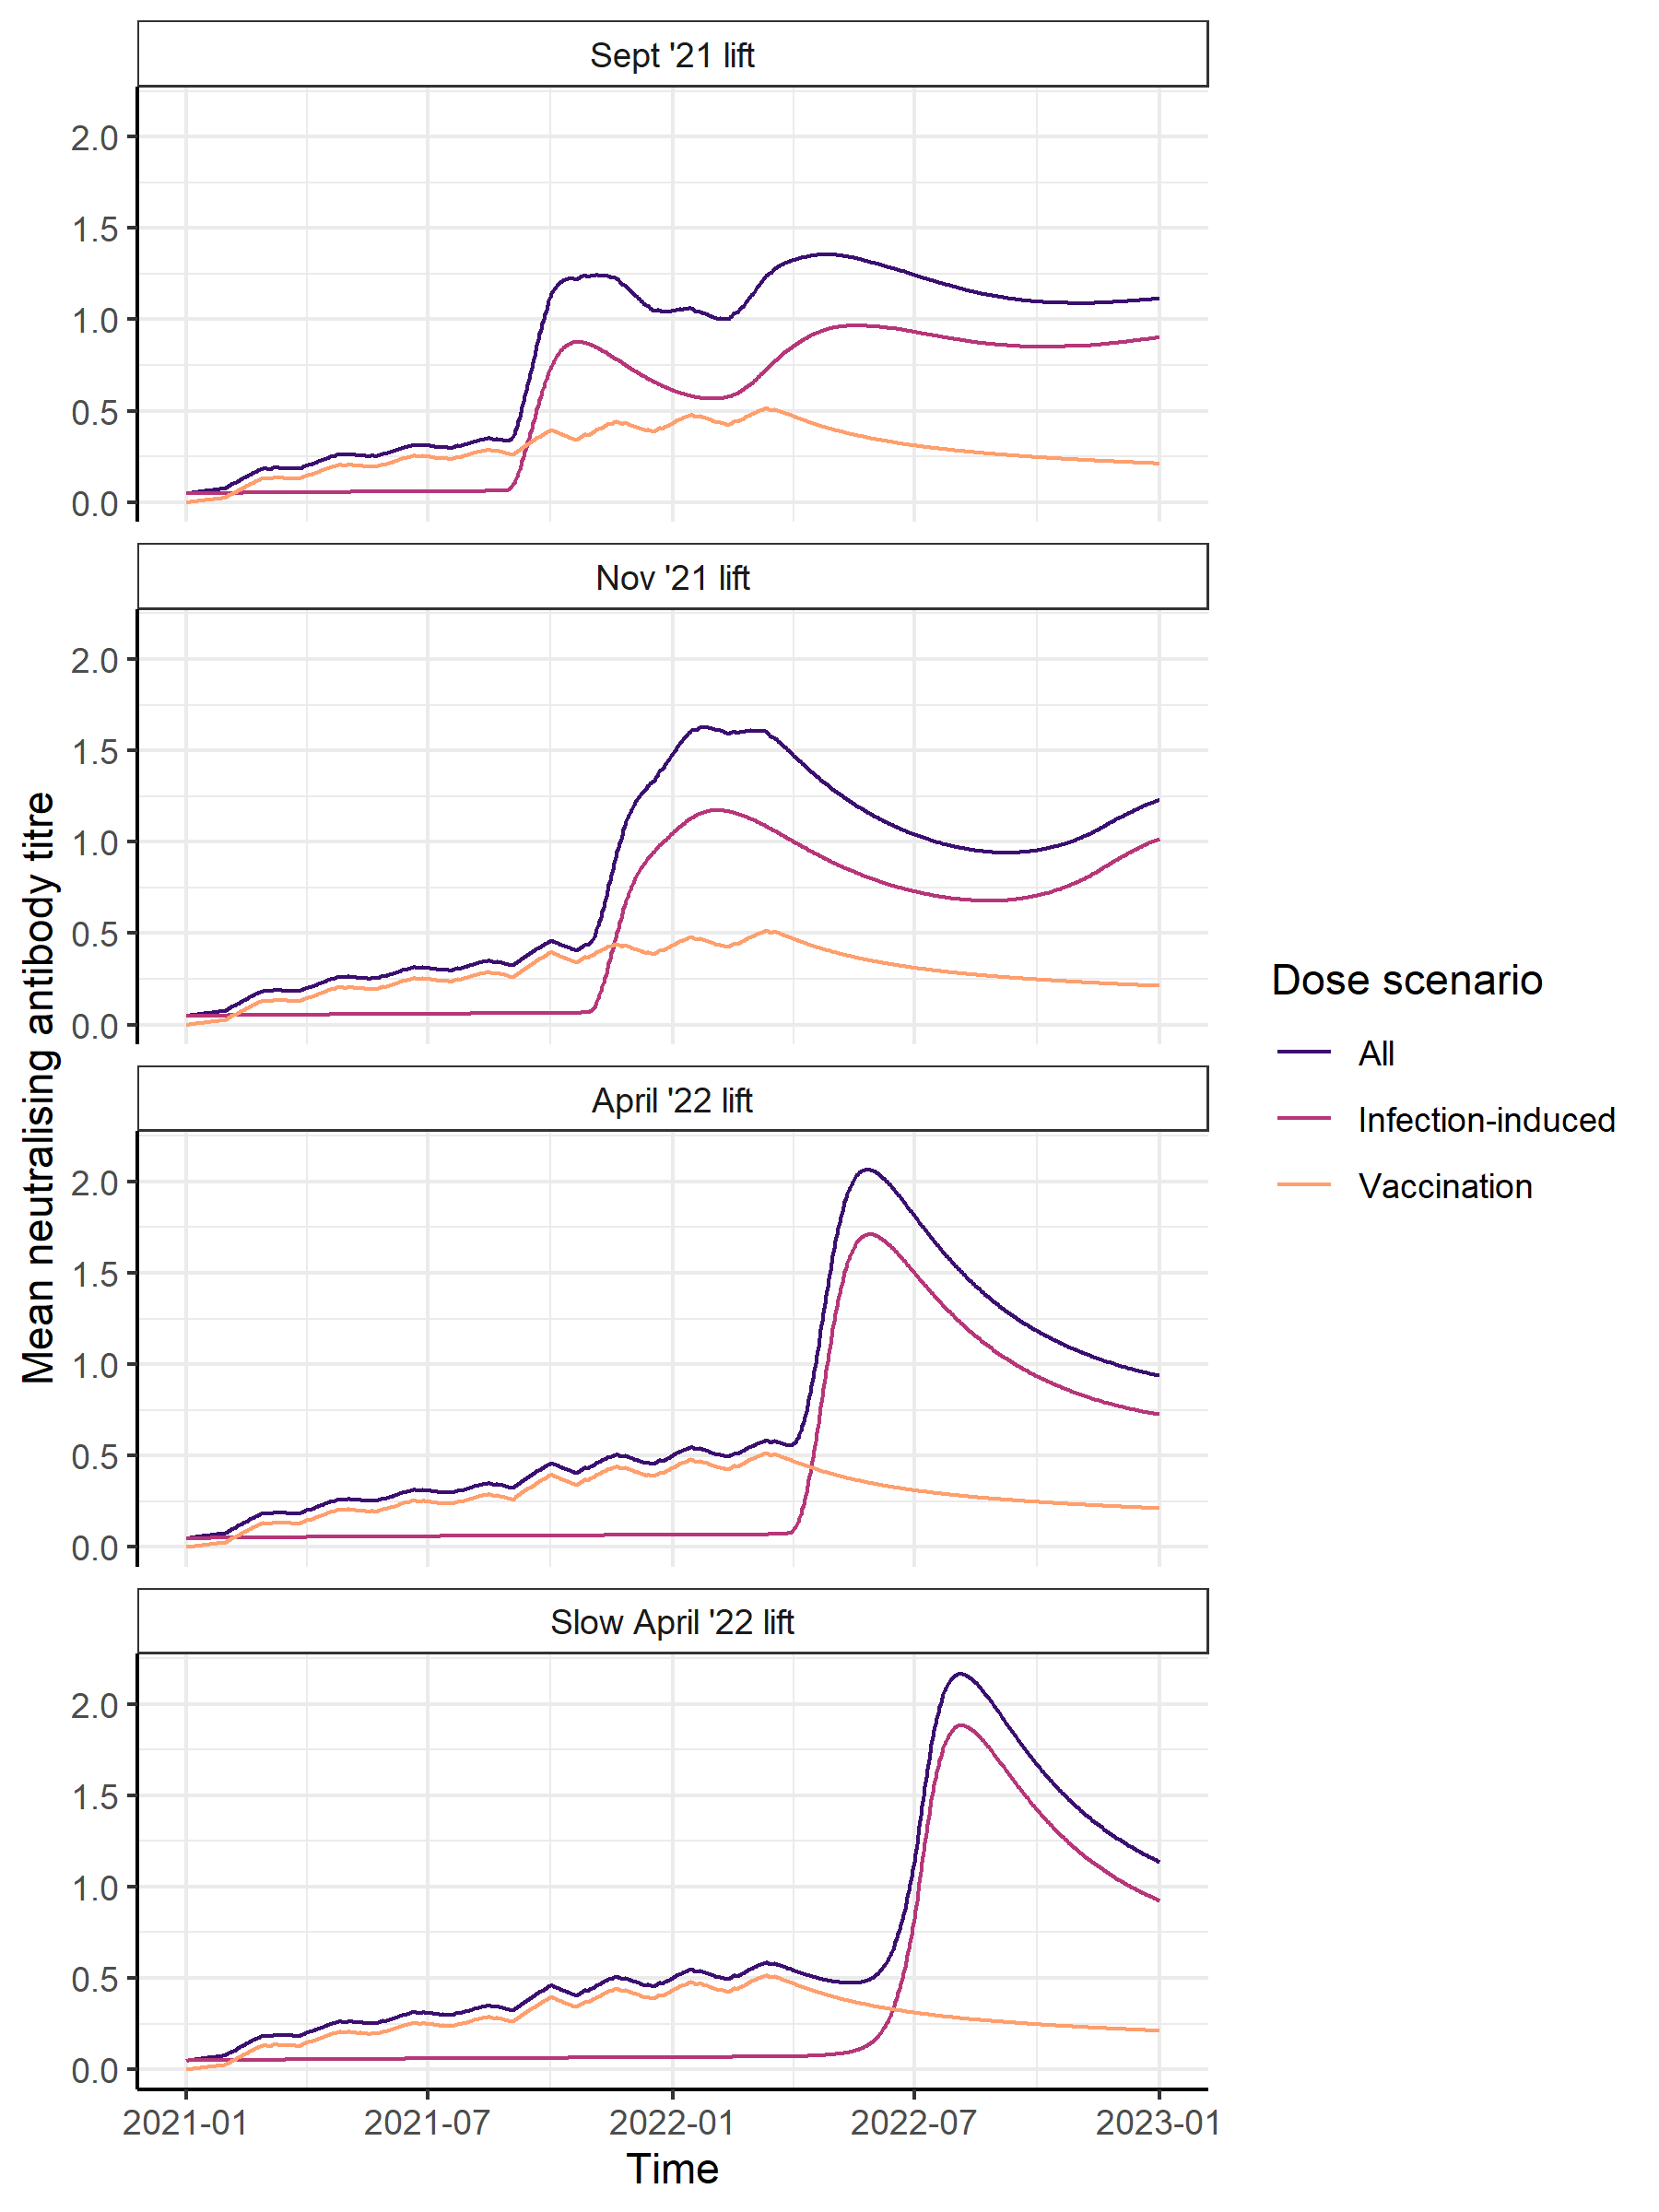 Sept '21 lift
2.0
1.5
1.0
0.5
0.0
Nov '21 lift
2.0
1.5
1.0
0.5
0.0
April '22 lift
2.0
1.5
1.0
0.5
0.0
Slow April '22 lift
2.0
1.5
1.0
0.5
0.0
2021-01
2021-07
2022-01
2022-07
2023-01
Time
Mean neutralising antibody titre
Dose scenario
All
Infection-induced
Vaccination